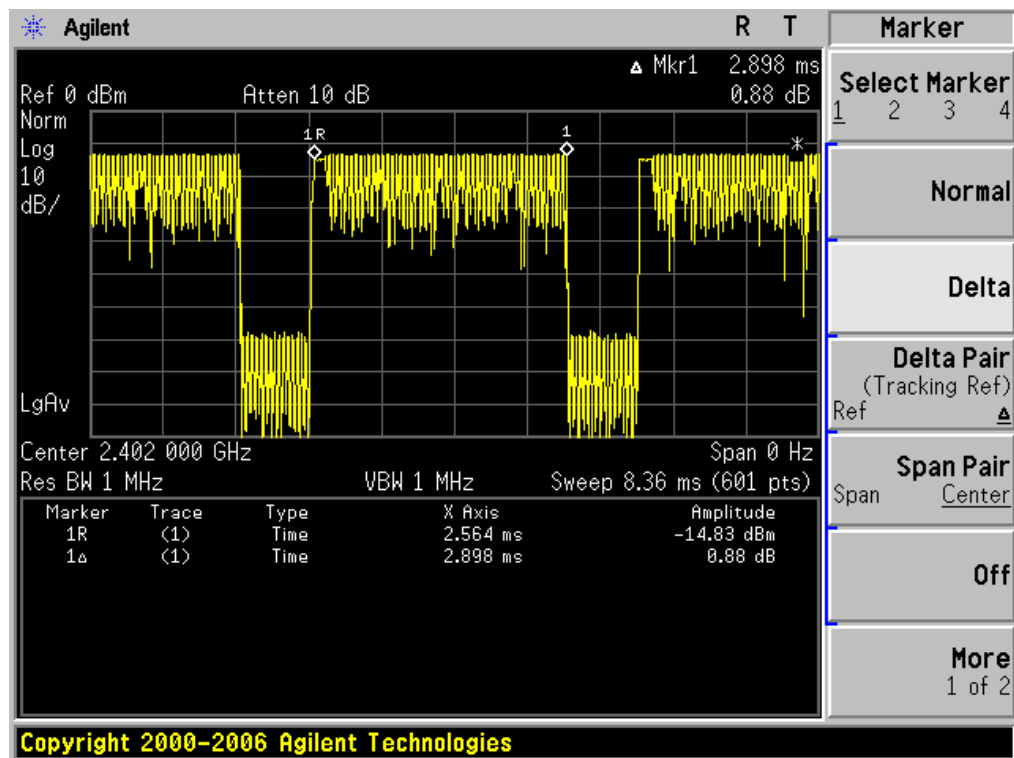 Agilent R T
Marker
▵ Mkr1 2.898 ms
Ref 0 dBm Atten 10 dB 0.88 dB
Norm
Log
10
dB/
1R
1
LgAv
Center 2.402 000 GHz Span 0 Hz
Res BW 1 MHz VBW 1 MHz Sweep 8.36 ms (601 pts)
Marker Trace Type X Axis Amplitude
1R (1) Time 2.564 ms -14.83 dBm
1▵ (1) Time 2.898 ms 0.88 dB
Select Marker
1 2 3 4
Normal
Delta
Delta Pair
(Tracking Ref)
Ref ▵
Span Pair
Span Center
Off
More
1 of 2
Copyright 2000-2006 Agilent Technologies